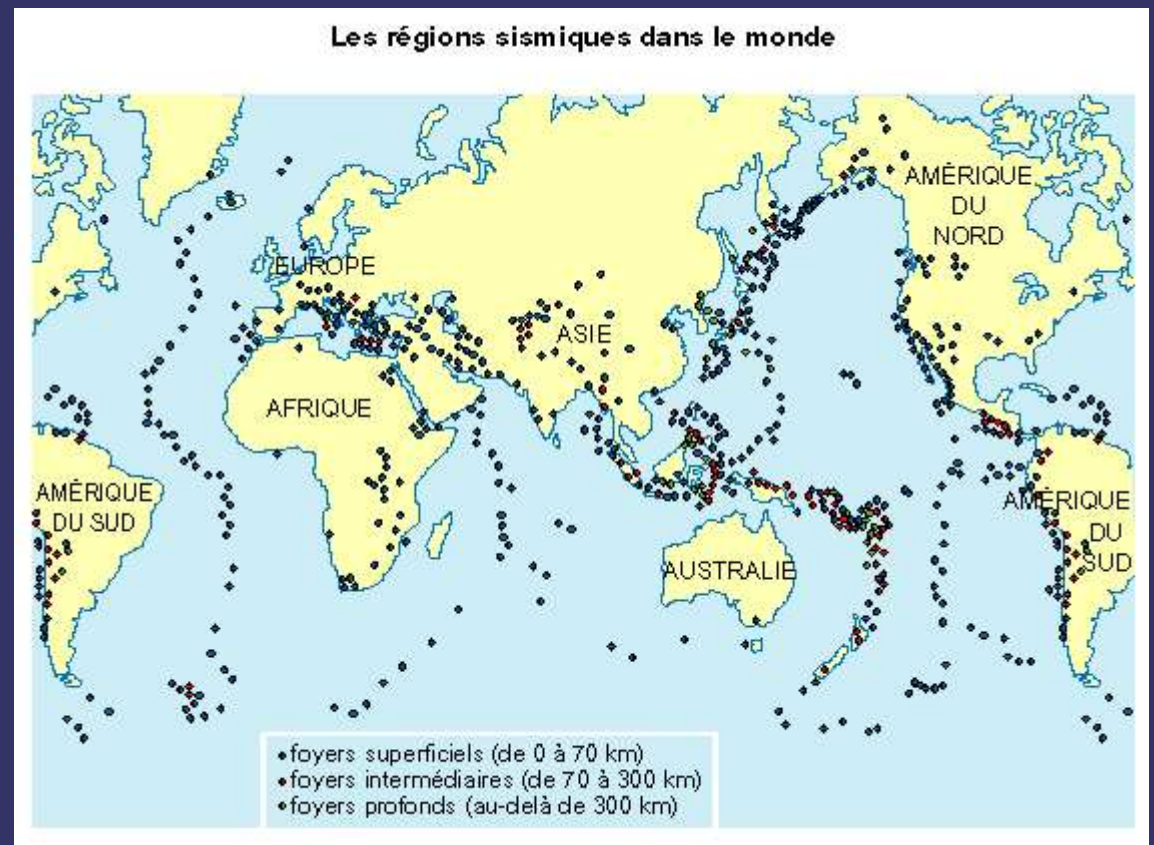 Les régions sismiques dans le monde
AMÉRIQUE
DU
NORD
EUROPE
ASIE
AFRIQUE
AMÉRIQUE
DU SUD
AMÉRIQUE
DU
SUD
AUSTRALIE
•foyers superficiels (de 0 à 70 km)
•foyers intermédiaires (de 70 à 300 km)
•foyers profonds (au-delà de 300 km)